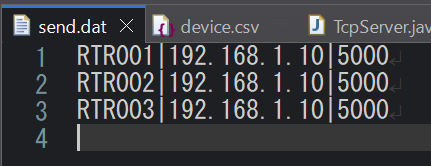 send.dat device.csv TcpServer.jav
1 RTR001|192.168.1.10|5000↵
2 RTR002|192.168.1.10|5000↵
3 RTR003|192.168.1.10|5000↵
4